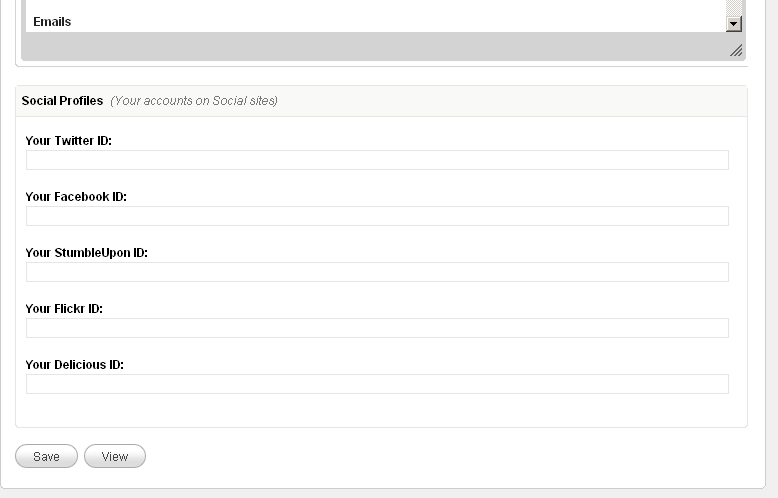 Emails
Social Profiles (Your accounts on Social sites)
Your Twitter ID:
Your Facebook ID:
Your StumbleUpon ID:
Your Flickr ID:
Your Delicious ID:
Save View